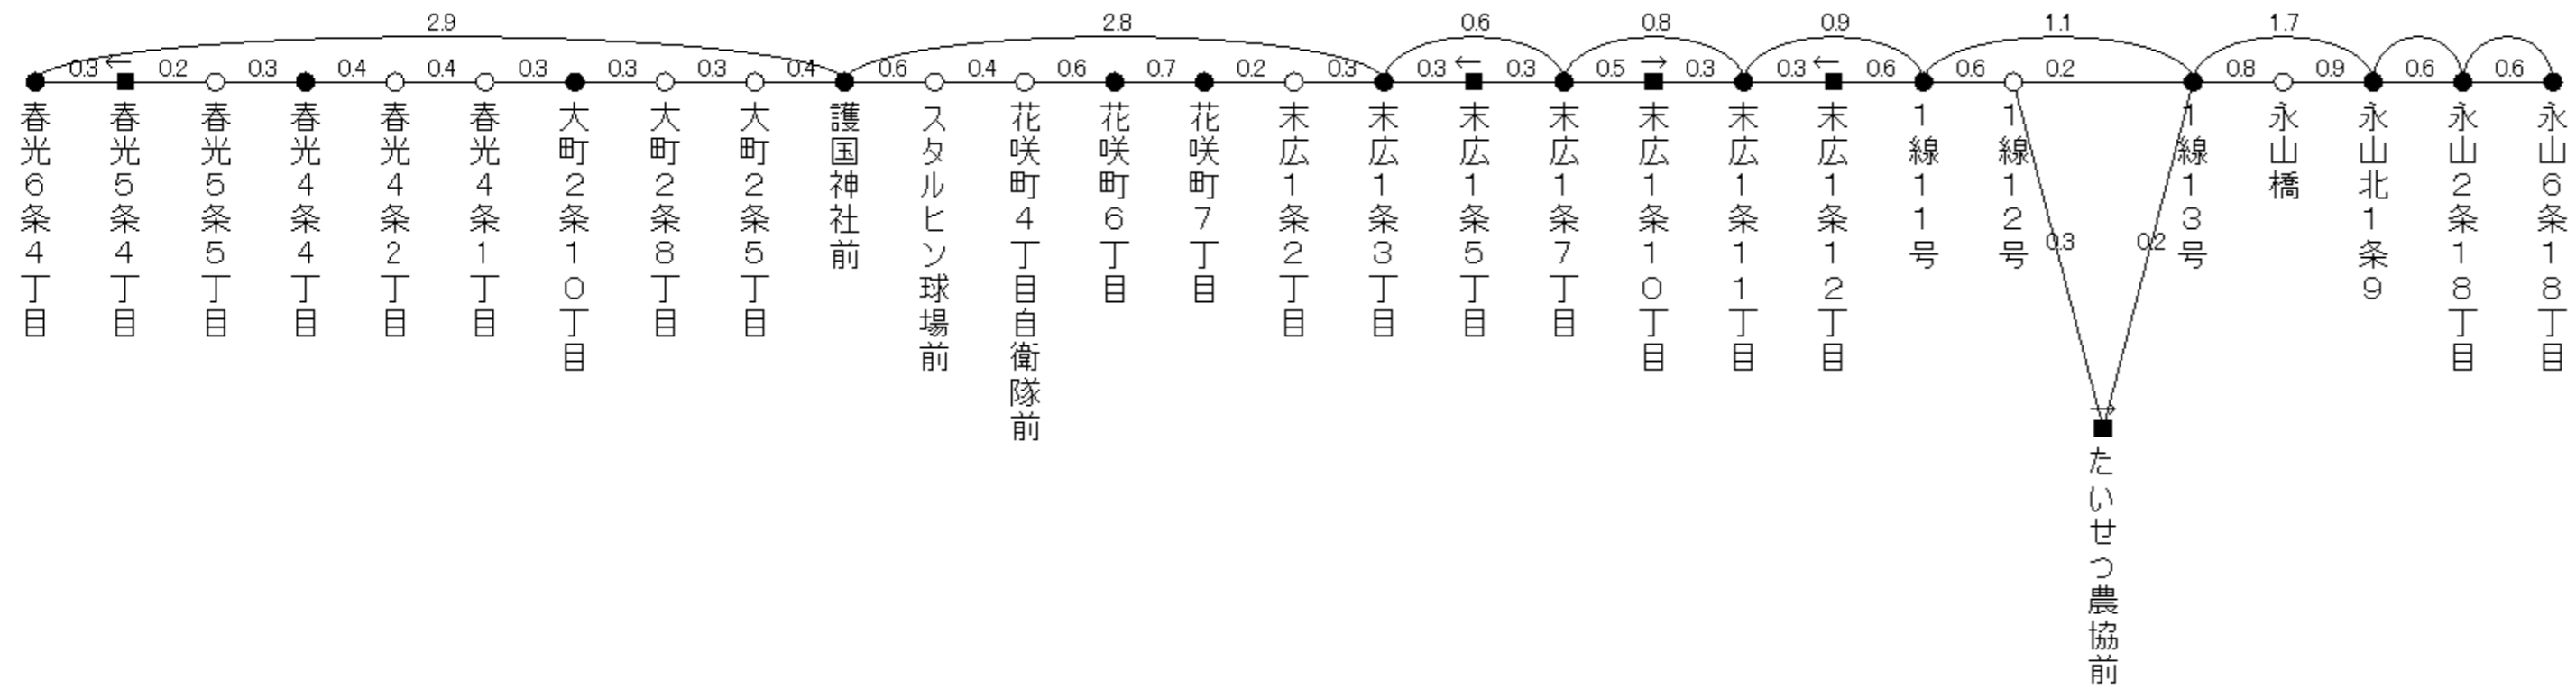 2.9 2.8 0.6 0.8 0.9 1.1 1.7
0.3 ← 0.2 0.3 0.4 0.4 0.3 0.3 0.3 0.4 0.6 0.4 0.6 0.7 0.2 0.3 0.3 ← 0.3 0.5 → 0.3 0.3 ← 0.6 0.6 0.2 0.8 0.9 0.6 0.6
春光6条4丁目
春光5条4丁目
春光5条5丁目
春光4条4丁目
春光4条2丁目
春光4条1丁目
大町2条10丁目
大町2条8丁目
大町2条5丁目
護国神社前
スタルヒン球場前
花咲町4丁目自衛隊前
花咲町6丁目
花咲町7丁目
末広1条2丁目
末広1条3丁目
末広1条5丁目
末広1条7丁目
末広1条10丁目
末広1条11丁目
末広1条12丁目
1線11号
1線12号
1線13号
永山橋
永山北1条9
永山2条18丁目
永山6条18丁目
0.3 0.2
→
たいせつ農協前